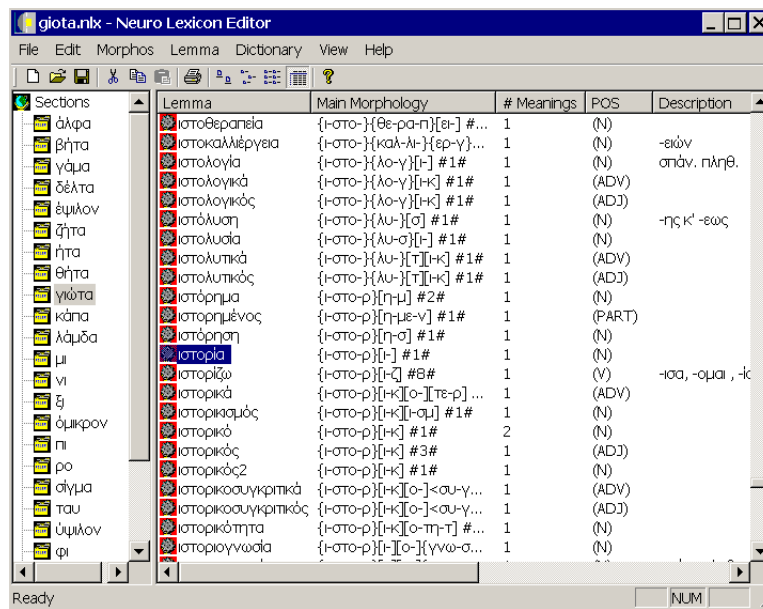 giota.nlx - Neuro Lexicon Editor
File Edit Morphos Lemma Dictionary View Help
Sections
άλφα
βήτα
γάμα
δέλτα
έψιλον
ζήτα
ήτα
θήτα
γιώτα
κάπα
λάμδα
μι
νι
ξι
όμικρον
πι
ρο
σίγμα
ταυ
ύψιλον
φι
Lemma Main Morphology # Meanings POS Description
ιστοθεραπεία {ι-στο-}{θε-ρα-π}[ει-] #... 1 (N)
ιστοκαλλιέργεια {ι-στο-}{καλ-λι-}{ερ-γ}... 1 (N) -ειών
ιστολογία {ι-στο-}{λο-γ}[ι-] #1# 1 (N) σπάν. πληθ.
ιστολογικά {ι-στο-}{λο-γ}[ι-κ] #1# 1 (ADV)
ιστολογικός {ι-στο-}{λο-γ}[ι-κ] #1# 1 (ADJ)
ιστόλυση {ι-στο-}{λυ-}[σ] #1# 1 (N) -ης κ' -εως
ιστολυσία {ι-στο-}{λυ-σ}[ι-] #1# 1 (N)
ιστολυτικά {ι-στο-}{λυ-}[τ][ι-κ] #1# 1 (ADV)
ιστολυτικός {ι-στο-}{λυ-}[τ][ι-κ] #1# 1 (ADJ)
ιστόρημα {ι-στο-ρ}[η-μ] #2# 1 (N)
ιστορημένος {ι-στο-ρ}[η-με-ν] #1# 1 (PART)
ιστόρηση {ι-στο-ρ}[η-σ] #1# 1 (N)
ιστορία {ι-στο-ρ}[ι-] #1# 1 (N)
ιστορίζω {ι-στο-ρ}[ι-ζ] #8# 1 (V) -ισα, -ομαι , -ίσ
ιστορικά {ι-στο-ρ}[ι-κ][ο-][τε-ρ] ... 1 (ADV)
ιστορικισμός {ι-στο-ρ}[ι-κ][ι-σμ] #1# 1 (N)
ιστορικό {ι-στο-ρ}[ι-κ] #1# 2 (N)
ιστορικός {ι-στο-ρ}[ι-κ] #3# 1 (ADJ)
ιστορικός2 {ι-στο-ρ}[ι-κ] #1# 1 (N)
ιστορικοσυγκριτικά {ι-στο-ρ}[ι-κ][ο-]<συ-γ... 1 (ADV)
ιστορικοσυγκριτικός {ι-στο-ρ}[ι-κ][ο-]<συ-γ... 1 (ADJ)
ιστορικότητα {ι-στο-ρ}[ι-κ][ο-τη-τ] #... 1 (N)
ιστοριογνωσία {ι-στο-ρ}[ι-][ο-]{γνω-σ... 1 (N)
Ready NUM